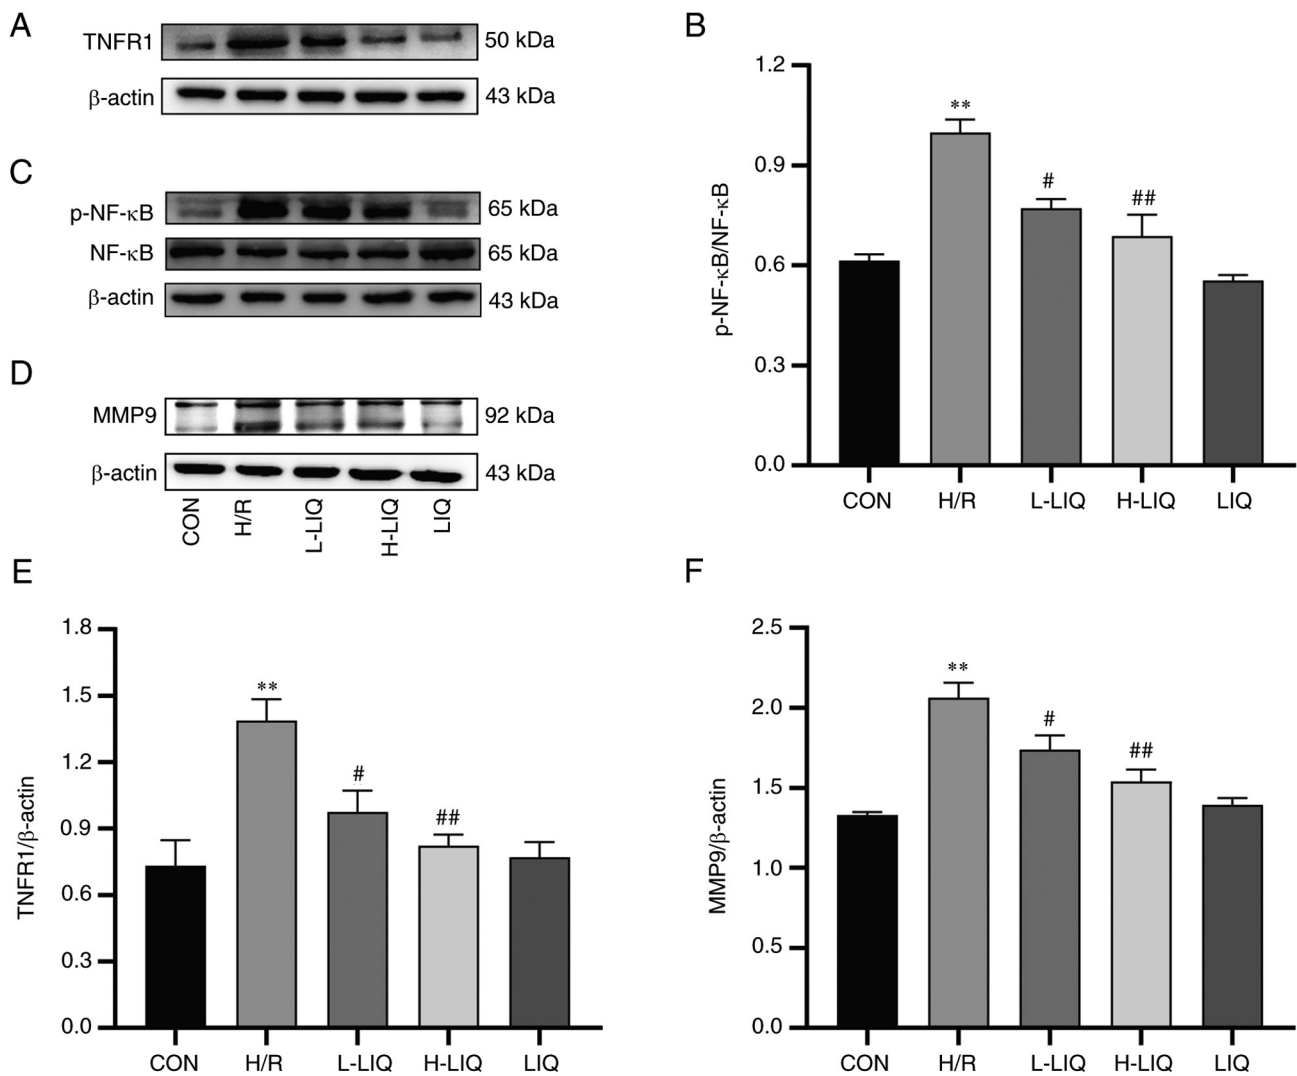 A
TNFR1
50 kDa
β-actin
43 kDa
C
p-NF-κB
65 kDa
NF-κB
65 kDa
β-actin
43 kDa
D
MMP9
92 kDa
β-actin
43 kDa
CON
H/R
L-LIQ
H-LIQ
LIQ
B
p-NF-κB/NF-κB
1.2
0.9
0.6
0.3
0.0
**
#
##
CON
H/R
L-LIQ
H-LIQ
LIQ
E
TNFR1/β-actin
1.8
1.5
1.2
0.9
0.6
0.3
0.0
**
#
##
CON
H/R
L-LIQ
H-LIQ
LIQ
F
MMP9/β-actin
2.5
2.0
1.5
1.0
0.5
0.0
**
#
##
CON
H/R
L-LIQ
H-LIQ
LIQ